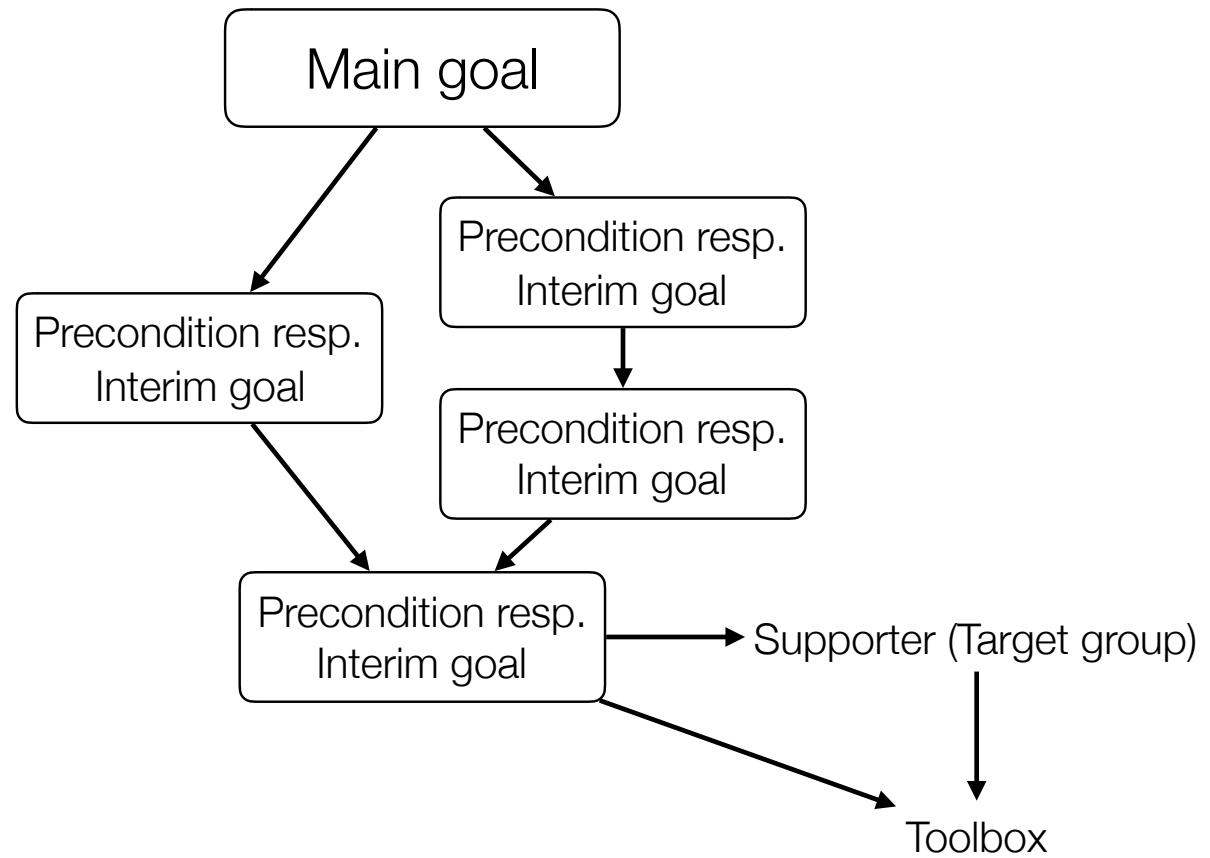 Main goal
Precondition resp.
Interim goal
Precondition resp.
Interim goal
Precondition resp.
Interim goal
Precondition resp.
Interim goal
Supporter (Target group)
Toolbox